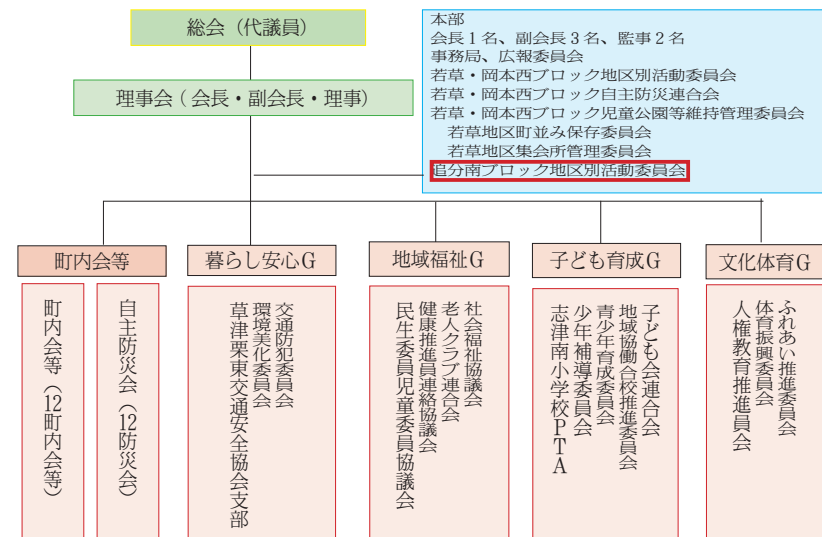 総会（代議員）
理事会（会長・副会長・理事）
本部
会長１名、副会長３名、監事２名
事務局、広報委員会
若草・岡本西ブロック地区別活動委員会
若草・岡本西ブロック自主防災連合会
若草・岡本西ブロック児童公園等維持管理委員会
若草地区町並み保存委員会
若草地区集会所管理委員会
追分南ブロック地区別活動委員会
町内会等
町内会等（12町内会等）
自主防災会（12防災会）
暮らし安心G
交通防犯委員会
環境美化委員会
草津栗東交通安全協会支部
地域福祉G
社会福祉協議会
老人クラブ連合会
健康推進員連絡協議会
民生委員児童委員協議会
子ども育成G
子ども会連合会
地域協働合校推進委員会
青少年育成委員会
少年補導委員会
志津南小学校PTA
文化体育G
ふれあい推進委員会
体育振興委員会
人権教育推進員会